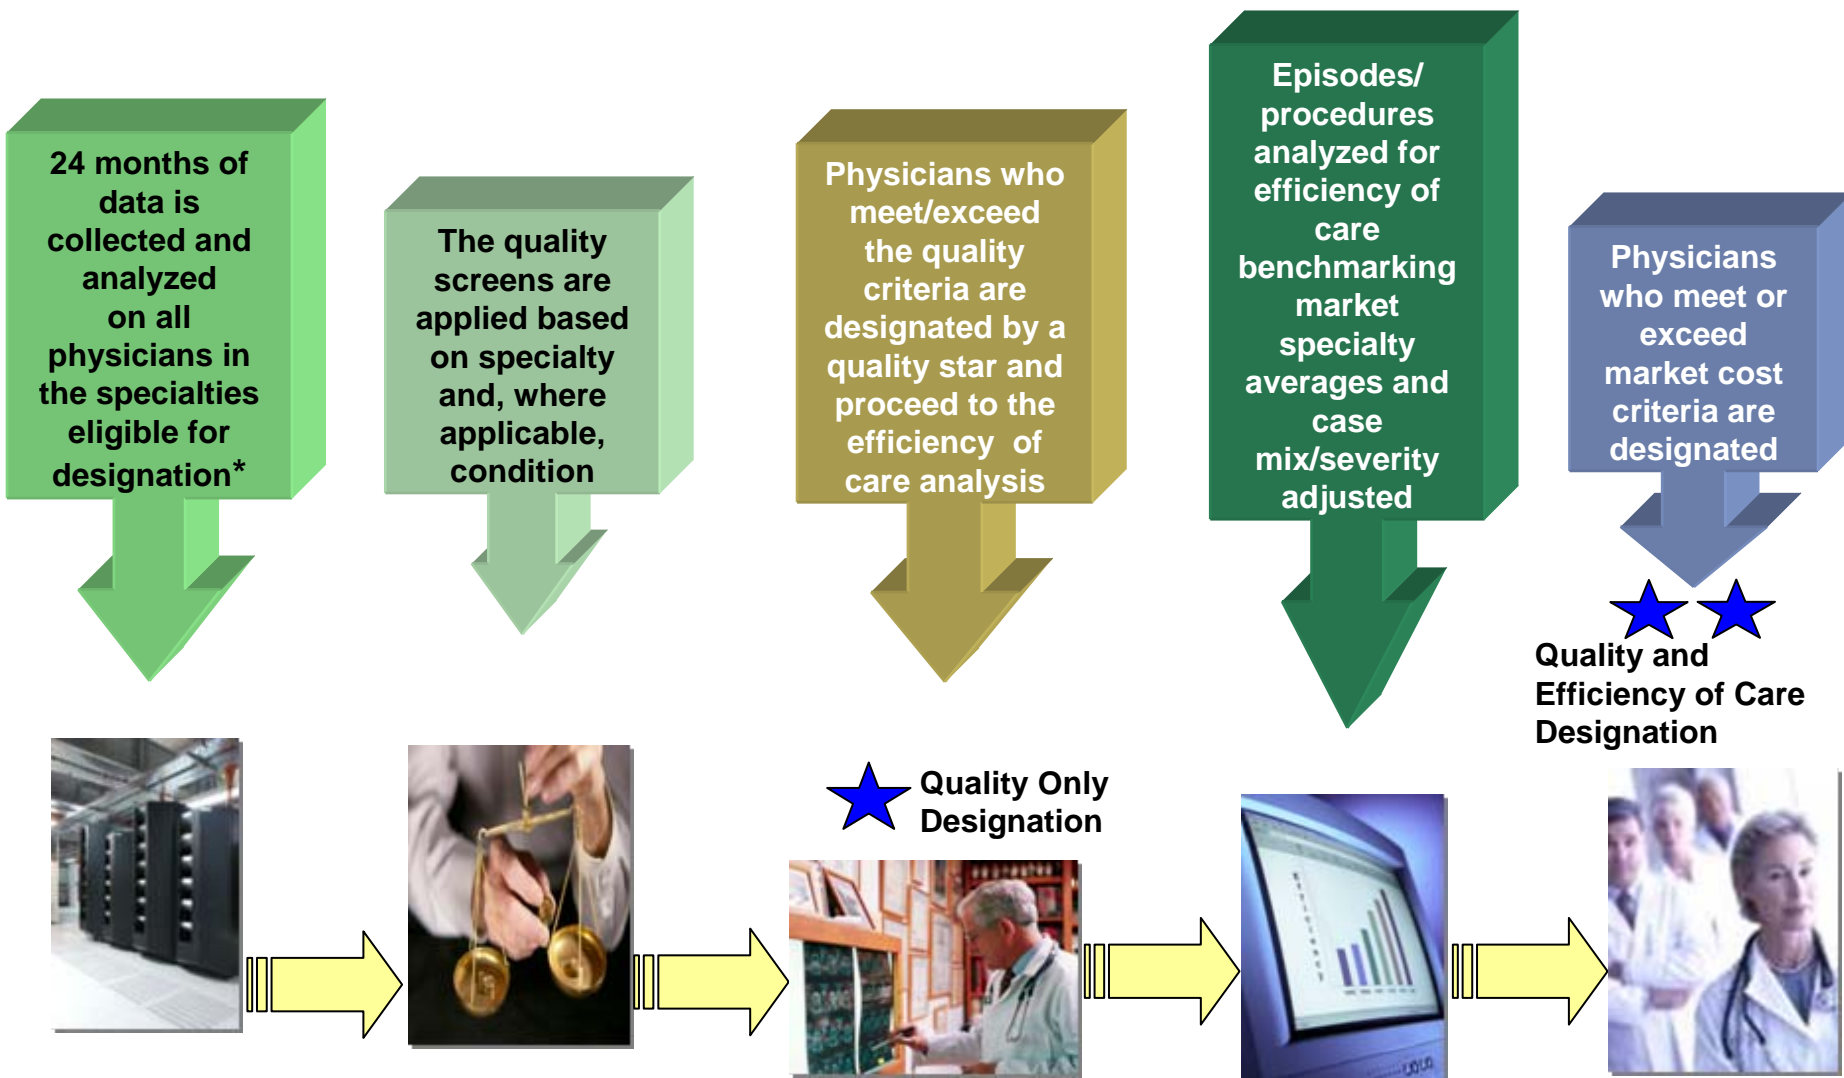 24 months of
data is
collected and
analyzed
on all
physicians in
the specialties
eligible for
designation*
The quality
screens are
applied based
on specialty
and, where
applicable,
condition
Physicians who
meet/exceed
the quality
criteria are
designated by a
quality star and
proceed to the
efficiency of
care analysis
Episodes/
procedures
analyzed for
efficiency of
care
benchmarking
market
specialty
averages and
case
mix/severity
adjusted
Physicians
who meet or
exceed
market cost
criteria are
designated
Quality and
Efficiency of Care
Designation
Quality Only
Designation